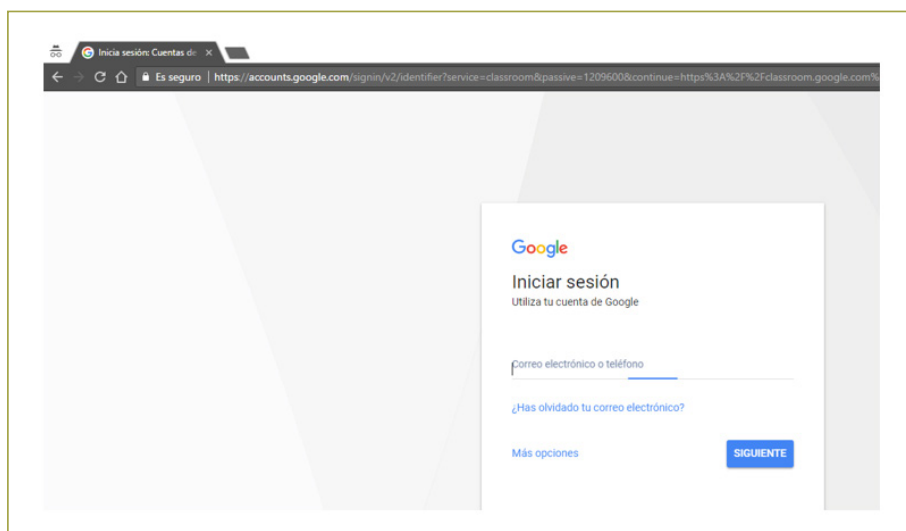 Inicia sesión: Cuentas de
Es seguro | https://accounts.google.com/signin/v2/identifier?service=classroom&passive=1209600&continue=https%3A%2F%2Fclassroom.google.com%
Google
Iniciar sesión
Utiliza tu cuenta de Google
Correo electrónico o teléfono
¿Has olvidado tu correo electrónico?
Más opciones
SIGUIENTE